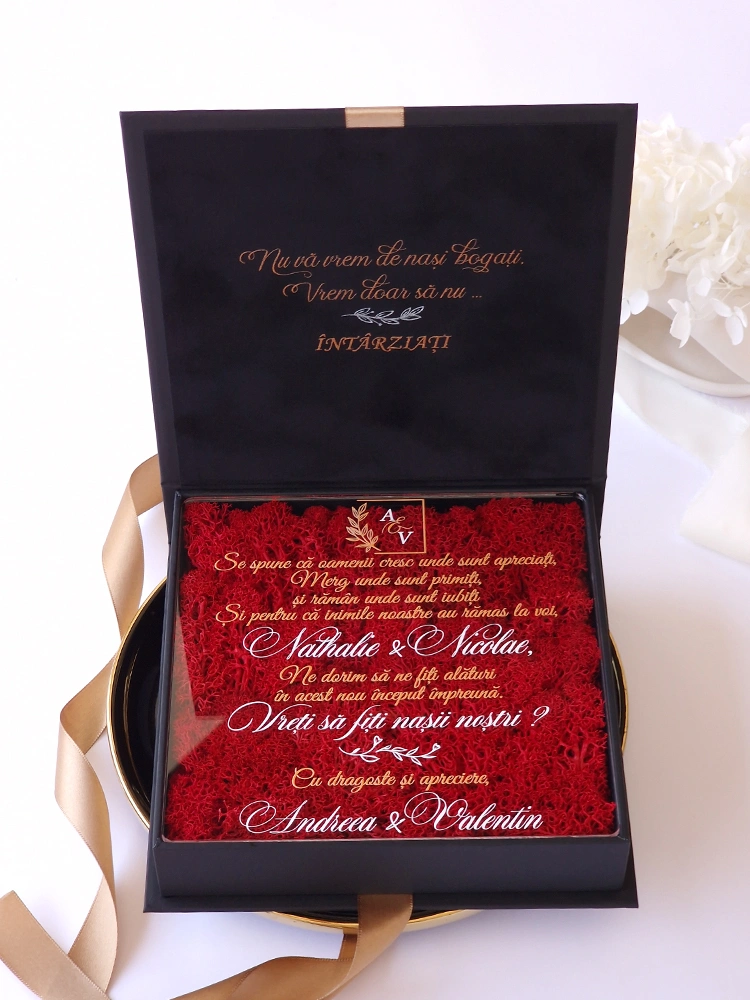 Nu vă vrem de nași bogați.
Vrem doar să nu ...
ÎNTÂRZIAȚI
A
&
V
Se spune că oamenii cresc unde sunt apreciați,
Merg unde sunt primiți,
și rămân unde sunt iubiți.
Și pentru că inimile noastre au rămas la voi,
Nathalie & Nicolae,
Ne dorim să ne fiți alături
în acest nou început împreună.
Vreți să fiți nașii noștri ?
Cu dragoste și apreciere,
Andreea & Valentin